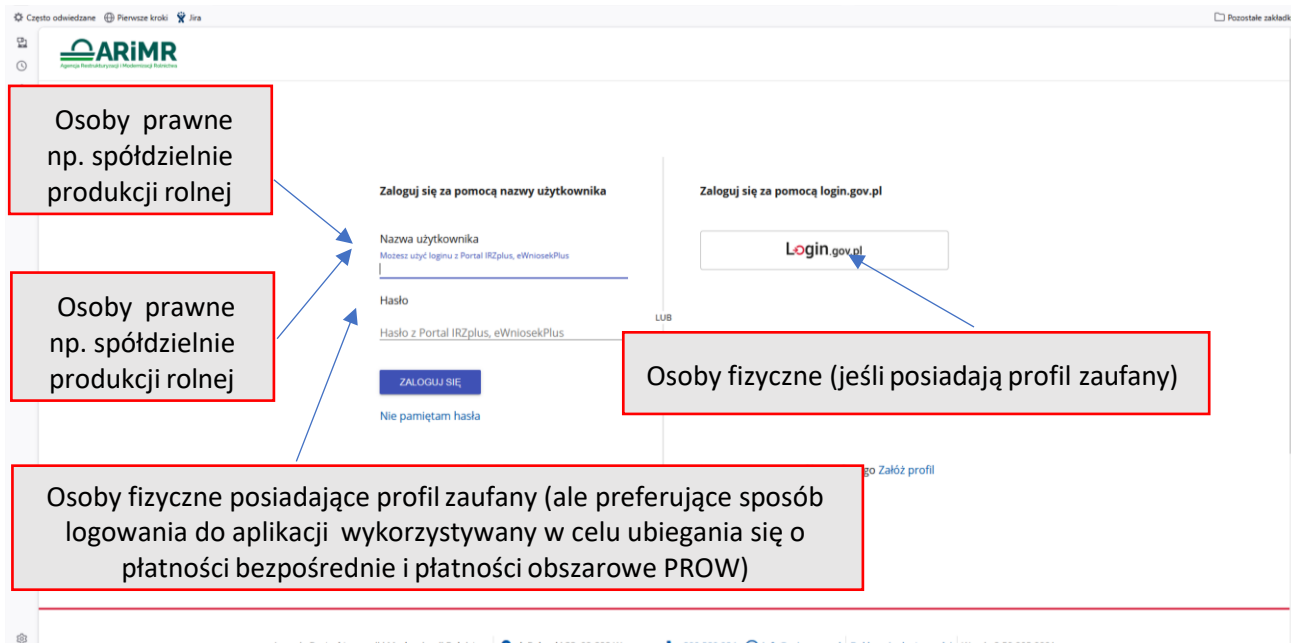 Często odwiedzane Pierwsze kroki Jira Pozostałe zakładk
ARiMR
Agencja Restrukturyzacji i Modernizacji Rolnictwa
Osoby prawne
np. spółdzielnie
produkcji rolnej
Zaloguj się za pomocą nazwy użytkownika
Nazwa użytkownika
Możesz użyć loginu z Portal IRZplus, eWniosekPlus
Hasło
Hasło z Portal IRZplus, eWniosekPlus
ZALOGUJ SIĘ
Nie pamiętam hasła
LUB
Zaloguj się za pomocą login.gov.pl
Login.gov.pl
Osoby prawne
np. spółdzielnie
produkcji rolnej
Osoby fizyczne (jeśli posiadają profil zaufany)
go Załóż profil
Osoby fizyczne posiadające profil zaufany (ale preferujące sposób
logowania do aplikacji wykorzystywany w celu ubiegania się o
płatności bezpośrednie i płatności obszarowe PROW)